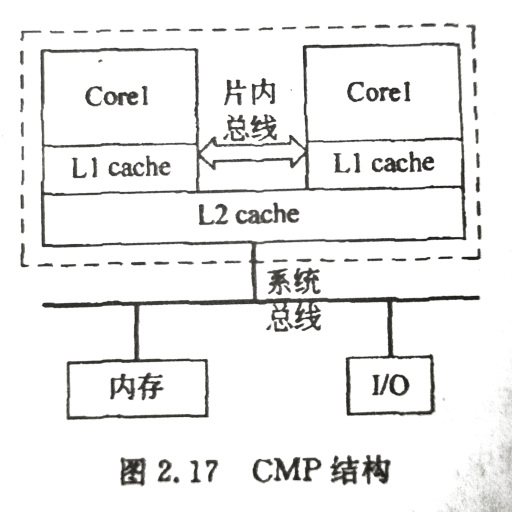 Core1
片内
总线
Core1
L1 cache
L1 cache
L2 cache
系统
总线
内存
I/O
图 2.17 CMP 结构